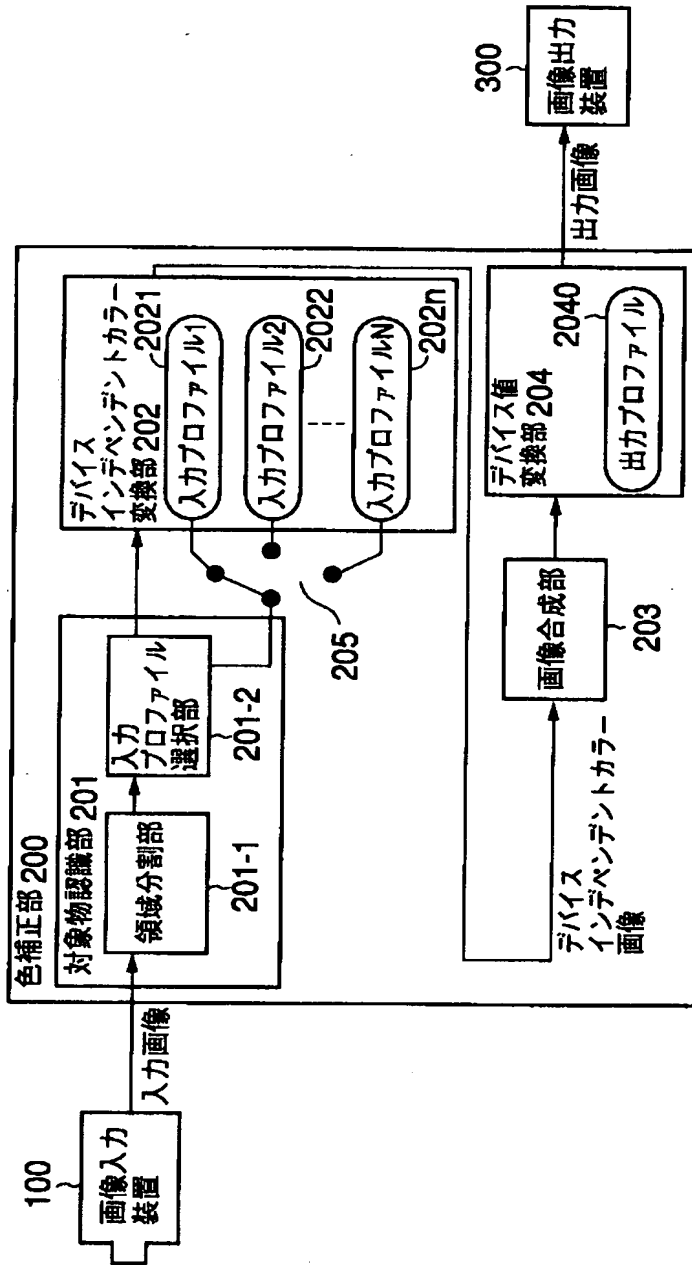 100
画像入力
装置
入力画像
色補正部 200
対象物認識部 201
領域分割部
201-1
入力
プロファイル
選択部
201-2
205
デバイス
インデペンデントカラー
変換部 202
入力プロファイル1
2021
入力プロファイル2
2022
入力プロファイルN
202n
デバイス
インデペンデントカラー
画像
画像合成部
203
デバイス値
変換部 204
出力プロファイル
2040
出力画像
300
画像出力
装置